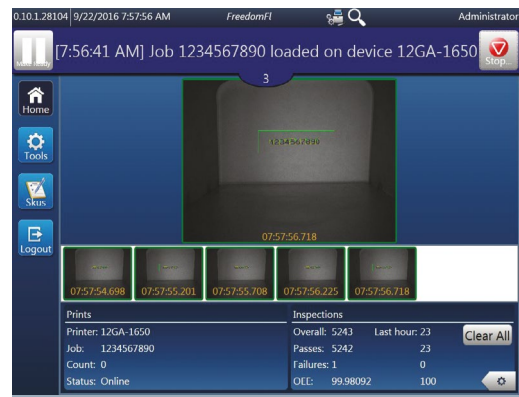 0.10.1.28104 9/22/2016 7:57:56 AM FreedomFI Administrator
[7:56:41 AM] Job 1234567890 loaded on device 12GA-1650
Stop...
3
Home
Tools
Skus
Logout
1234567890
07:57:56.718
07:57:54.698 07:57:55.201 07:57:55.708 07:57:56.225 07:57:56.718
Prints
Printer: 12GA-1650
Job: 1234567890
Count: 0
Status: Online
Inspections
Overall: 5243 Last hour: 23
Passes: 5242 23
Failures: 1 0
OEE: 99.98092 100
Clear All